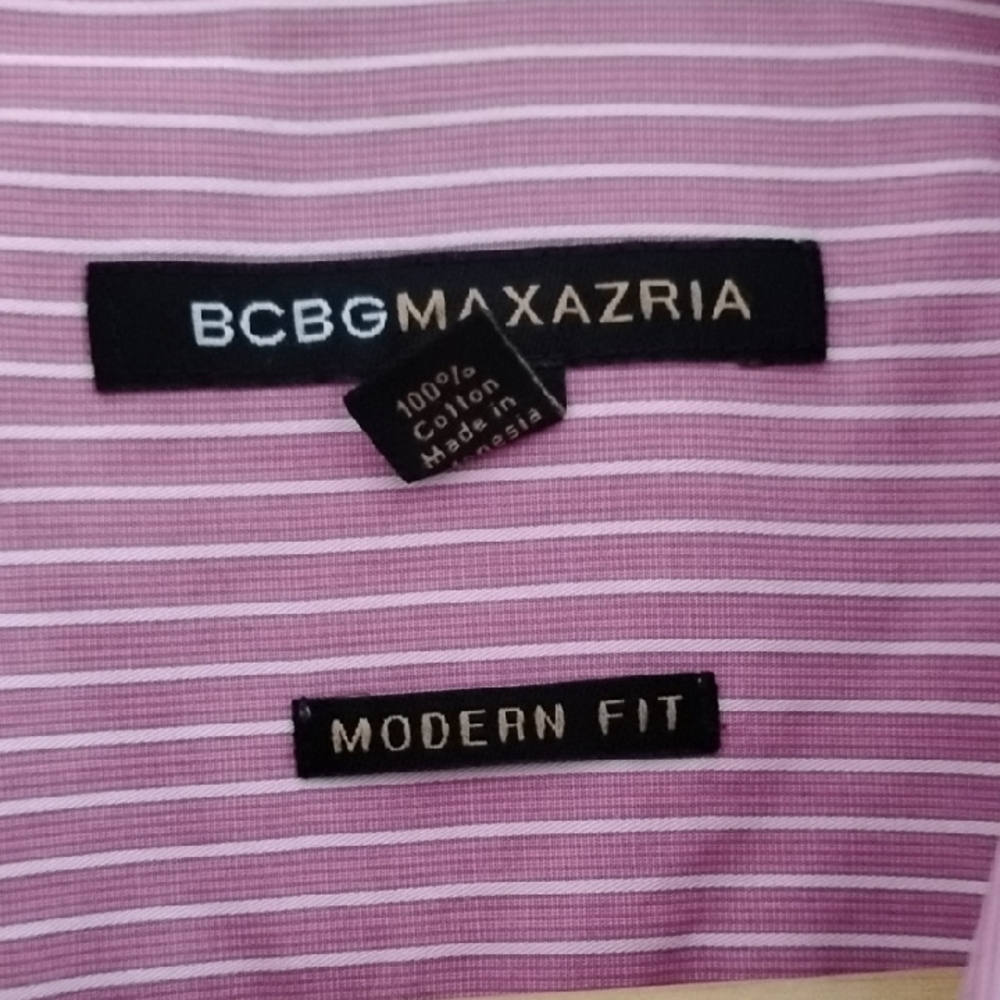 BCBGMAXAZRIA
100%
Cotton
Made in
MODERN FIT